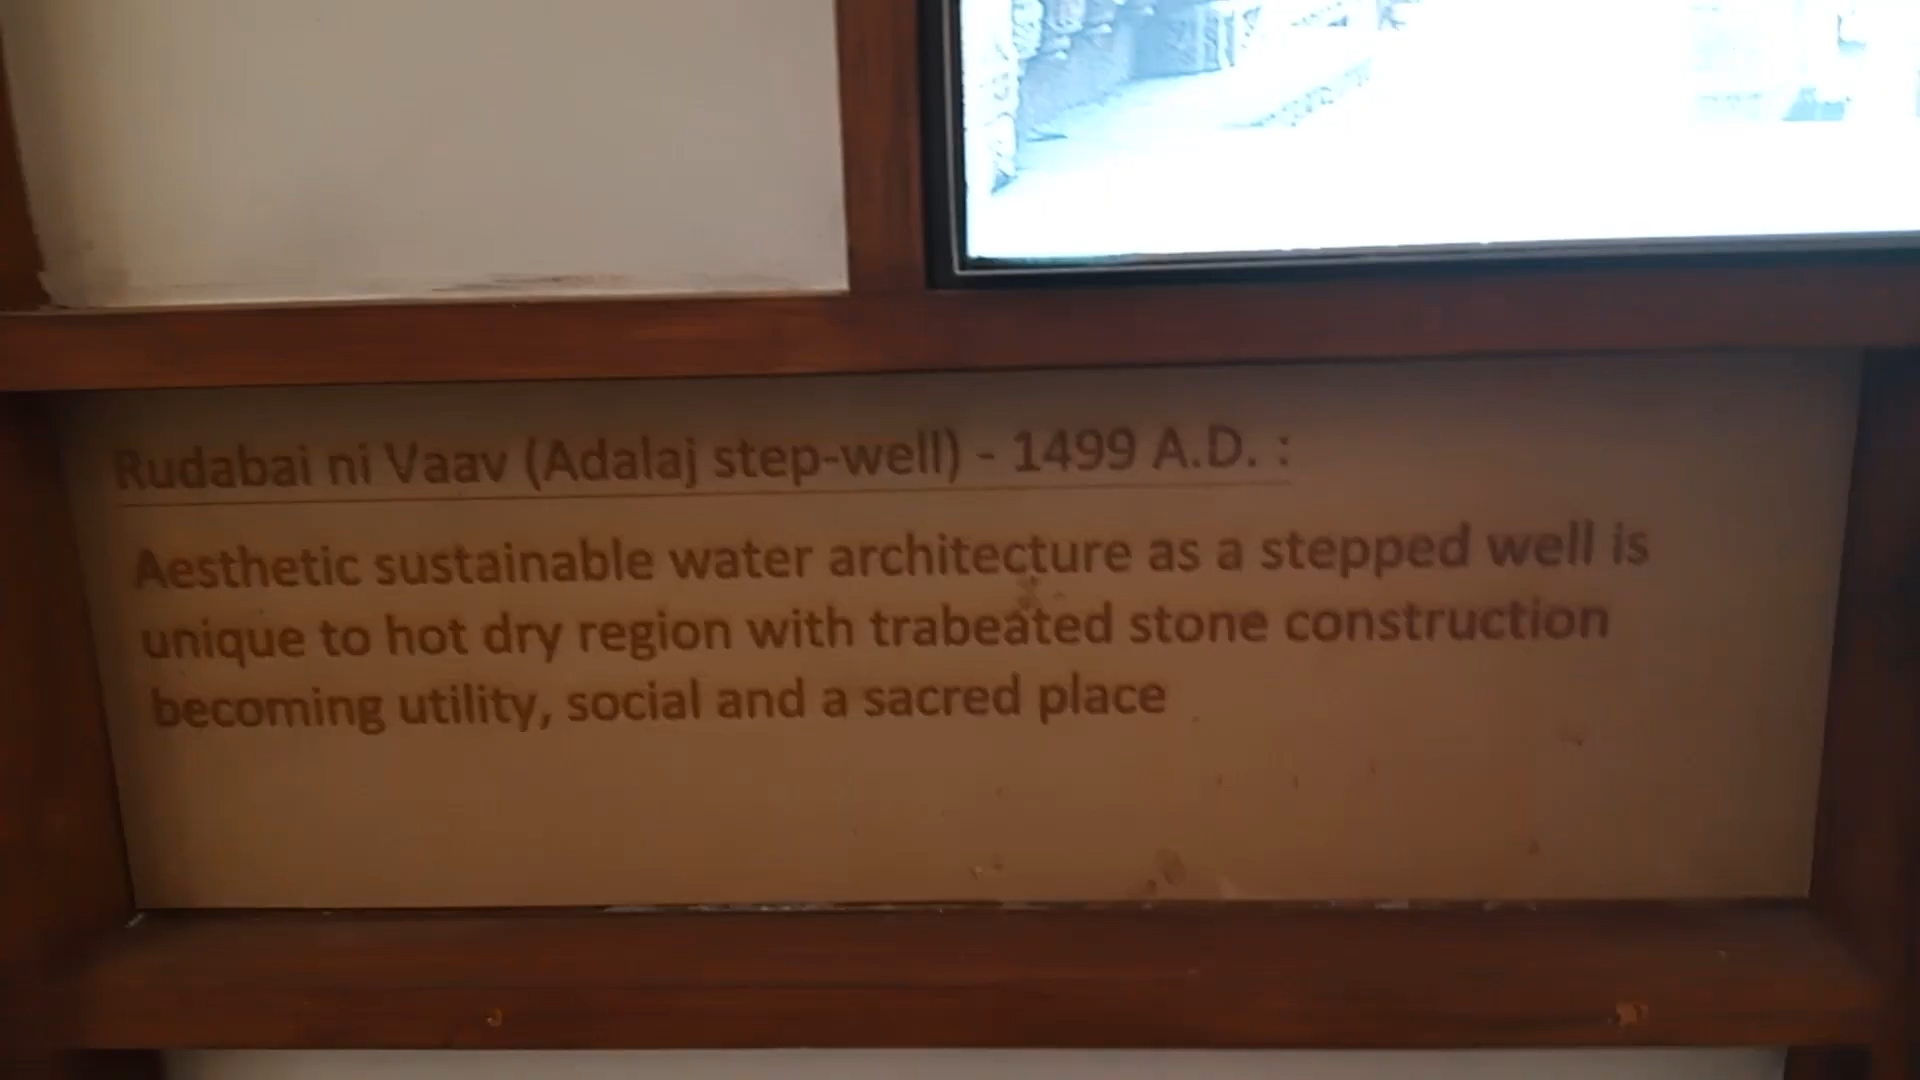 Rudabai ni Vaav (Adalaj step-well) - 1499 A.D. :
Aesthetic sustainable water architecture as a stepped well is
unique to hot dry region with trabeated stone construction
becoming utility, social and a sacred place